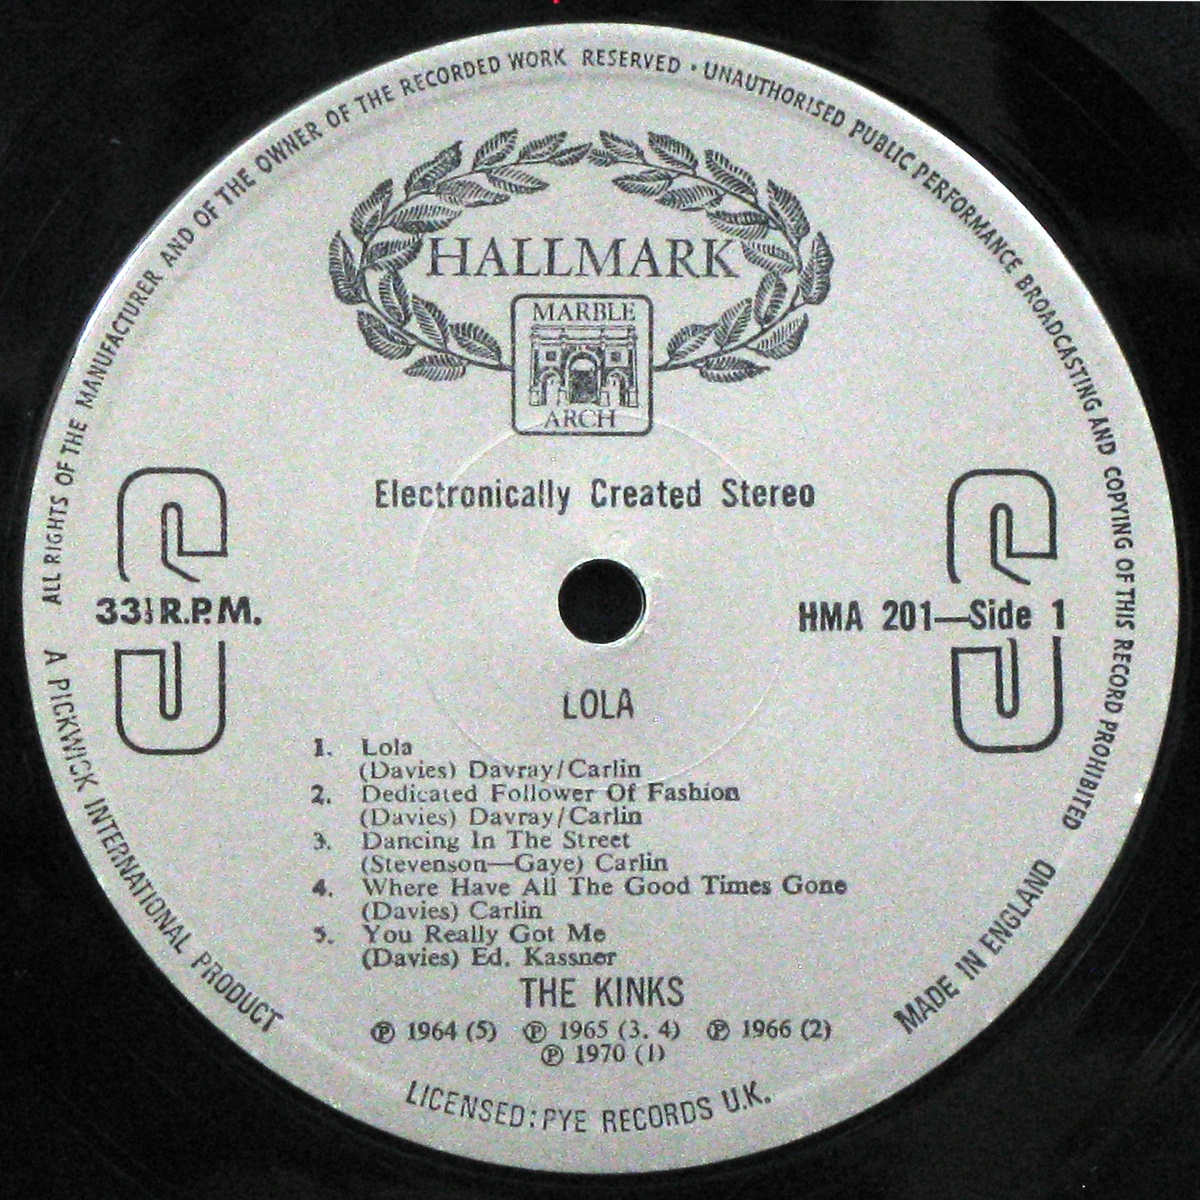 ALL RIGHTS OF THE MANUFACTURER AND OF THE OWNER OF THE RECORDED WORK RESERVED · UNAUTHORISED PUBLIC PERFORMANCE BROADCASTING AND COPYING OF THIS RECORD PROHIBITED
HALLMARK
MARBLE
ARCH
Electronically Created Stereo
33⅓ R.P.M.
HMA 201—Side 1
LOLA
1. Lola
(Davies) Davray/Carlin
2. Dedicated Follower Of Fashion
(Davies) Davray/Carlin
3. Dancing In The Street
(Stevenson—Gaye) Carlin
4. Where Have All The Good Times Gone
(Davies) Carlin
5. You Really Got Me
(Davies) Ed. Kassner
THE KINKS
℗ 1964 (5) ℗ 1965 (3. 4) ℗ 1966 (2)
℗ 1970 (1)
A PICKWICK INTERNATIONAL PRODUCT
LICENSED: PYE RECORDS U.K.
MADE IN ENGLAND